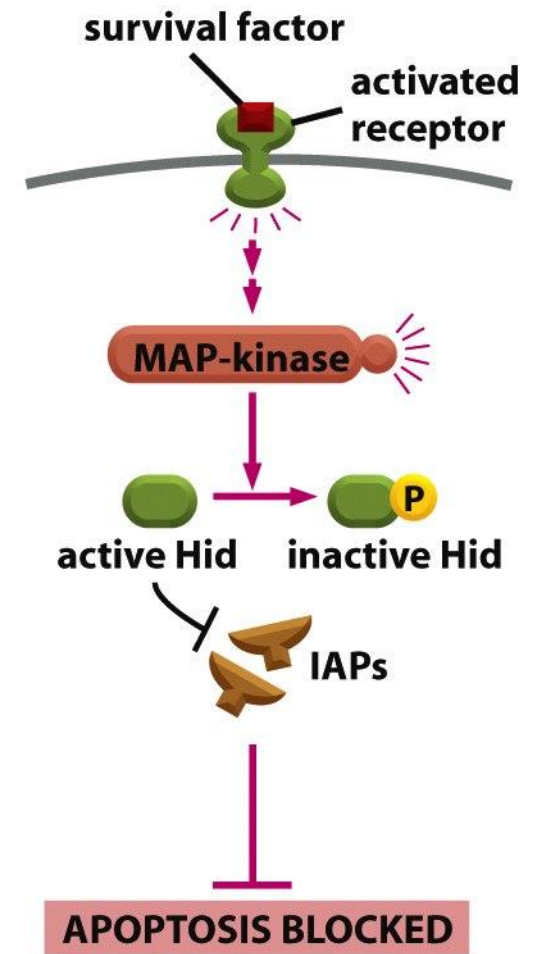 survival factor
activated
receptor
MAP-kinase
P
active Hid
inactive Hid
IAPs
APOPTOSIS BLOCKED